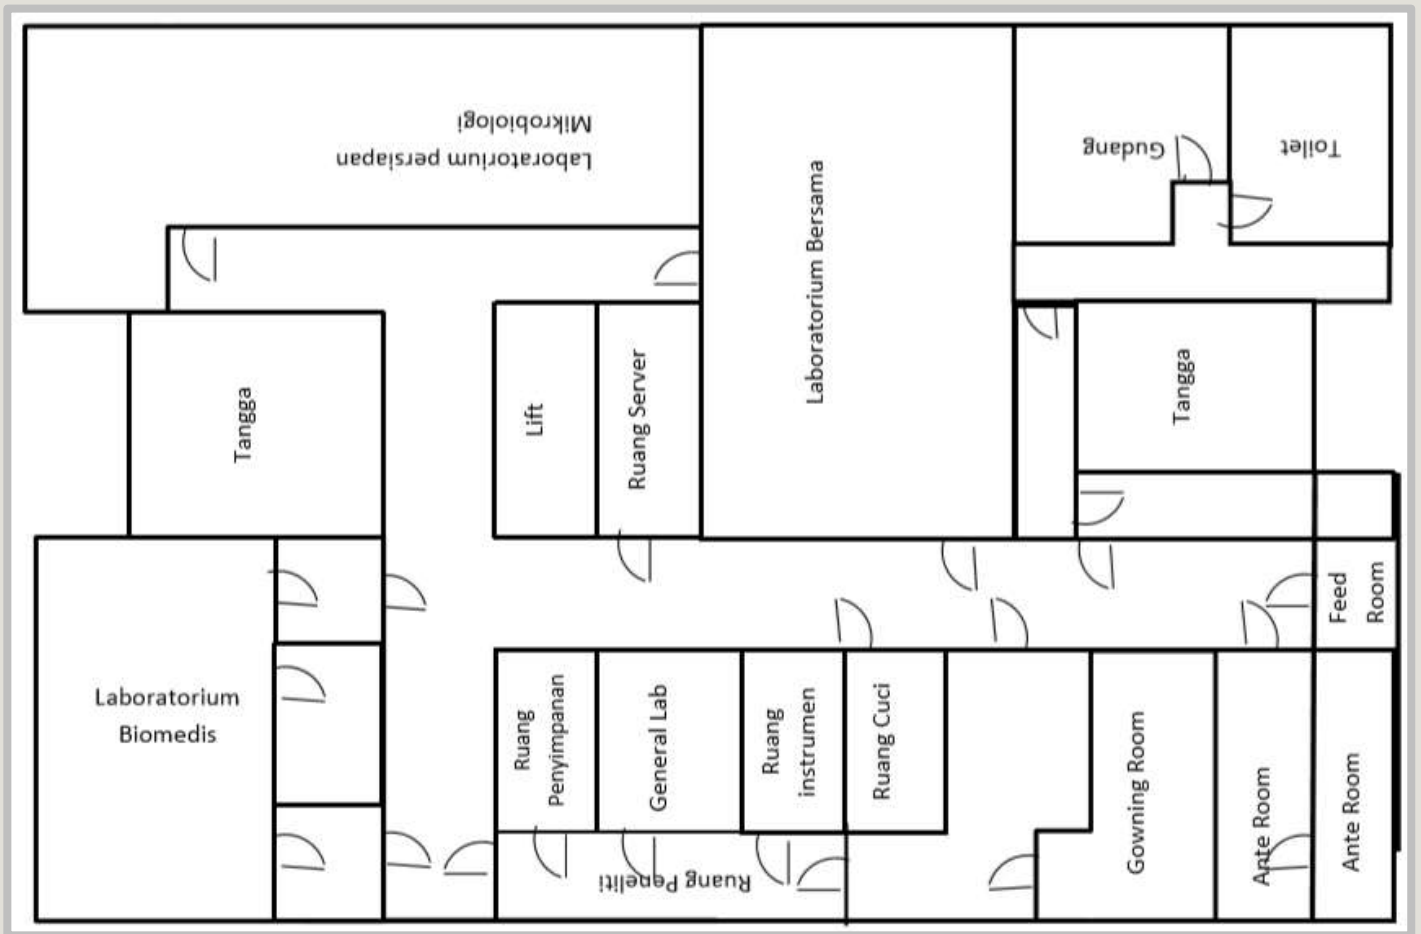 Laboratorium persiapan
Mikrobiologi
Laboratorium Bersama
Gudang
Toilet
Tangga
Lift
Ruang Server
Tangga
Feed
Room
Laboratorium
Biomedis
Ruang
Penyimpanan
General Lab
Ruang
instrumen
Ruang Cuci
Gowning Room
Ante Room
Ante Room
Ruang Peneliti